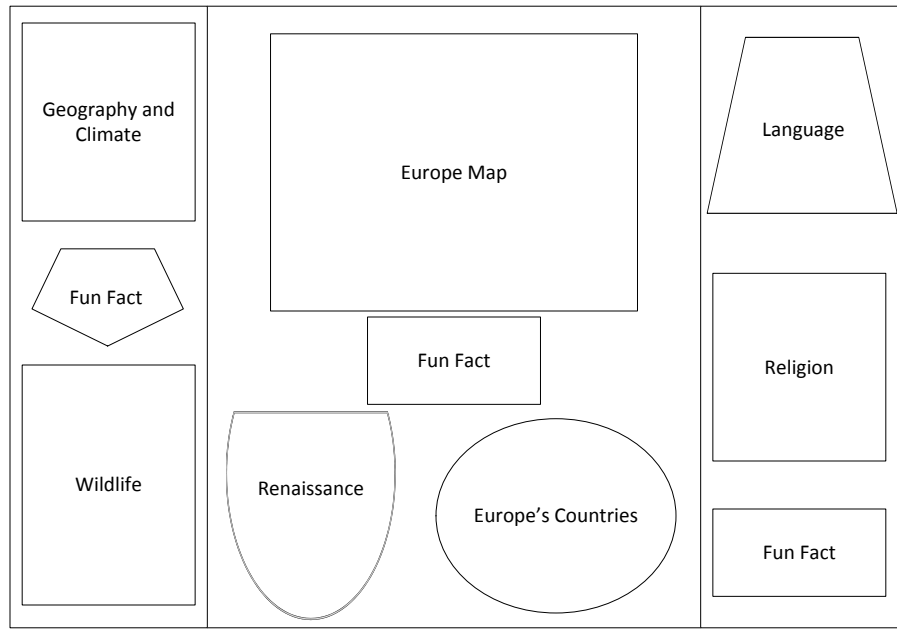 Geography and
Climate
Fun Fact
Wildlife
Europe Map
Fun Fact
Renaissance
Europe’s Countries
Language
Religion
Fun Fact